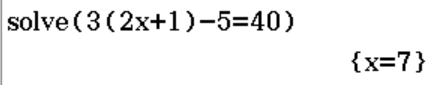 solve(3(2x+1)−5=40)
{x=7}